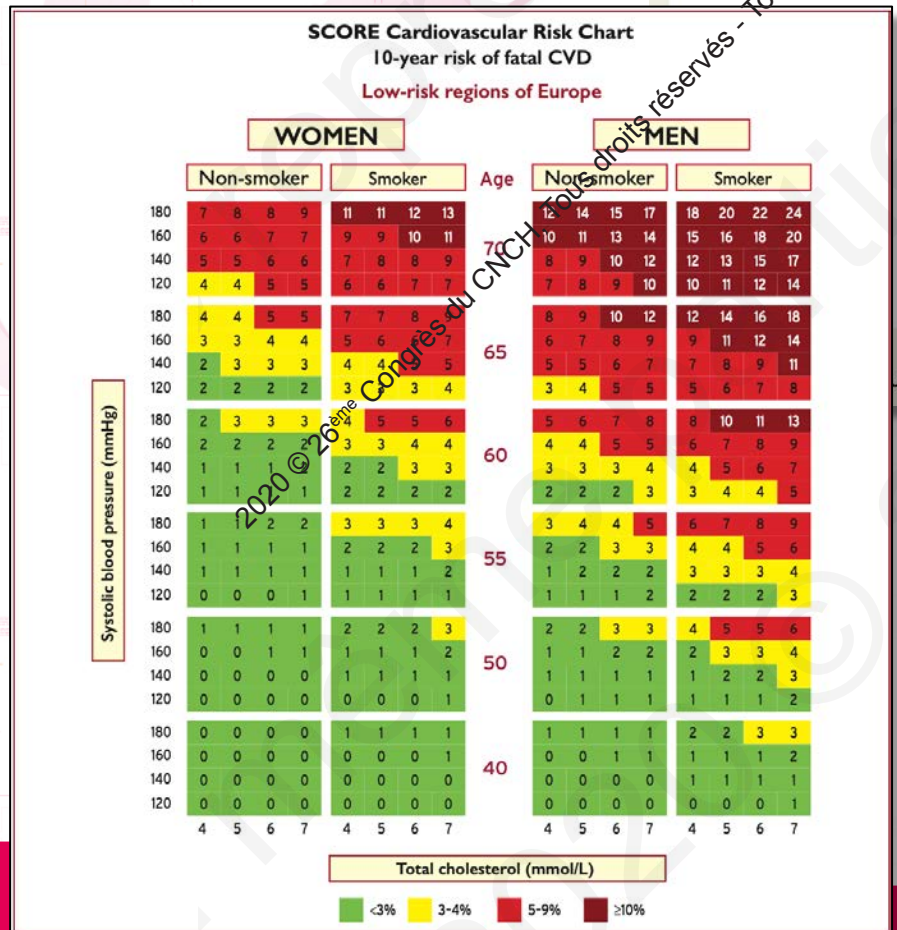 SCORE Cardiovascular Risk Chart
10-year risk of fatal CVD
Low-risk regions of Europe
WOMEN MEN
Non-smoker Smoker Age Non-smoker Smoker
180 7 8 8 9 11 11 12 13 12 14 15 17 18 20 22 24
160 6 6 7 7 9 9 10 11 10 11 13 14 15 16 18 20
70
140 5 5 6 6 7 8 8 9 8 9 10 12 12 13 15 17
120 4 4 5 5 6 6 7 7 7 8 9 10 10 11 12 14
180 4 4 5 5 7 7 8 8 9 10 12 12 14 16 18
160 3 3 4 4 5 6 7 6 7 8 9 9 11 12 14
65
140 2 3 3 3 4 4 5 5 5 6 7 7 8 9 11
120 2 2 2 2 3 3 4 3 4 5 5 5 6 7 8
180 2 3 3 3 4 5 5 6 5 6 7 8 8 10 11 13
160 2 2 2 2 3 3 4 4 4 4 5 5 6 7 8 9
60
140 1 1 1 2 2 3 3 3 3 3 4 4 5 6 7
120 1 1 1 1 2 2 2 2 2 2 2 3 3 4 4 5
180 1 1 2 2 3 3 3 4 3 4 4 5 6 7 8 9
160 1 1 1 1 2 2 2 3 2 2 3 3 4 4 5 6
55
140 1 1 1 1 1 1 1 2 1 2 2 2 3 3 3 4
120 0 0 0 1 1 1 1 1 1 1 1 2 2 2 2 3
180 1 1 1 1 2 2 2 3 2 2 3 3 4 5 5 6
160 0 0 1 1 1 1 1 2 1 1 2 2 2 3 3 4
50
140 0 0 0 0 1 1 1 1 1 1 1 1 1 2 2 3
120 0 0 0 0 0 0 0 1 0 1 1 1 1 1 1 2
180 0 0 0 0 1 1 1 1 1 1 1 1 2 2 3 3
160 0 0 0 0 0 0 0 1 0 0 1 1 1 1 1 2
40
140 0 0 0 0 0 0 0 0 0 0 0 0 1 1 1 1
120 0 0 0 0 0 0 0 0 0 0 0 0 0 0 0 1
4 5 6 7 4 5 6 7 4 5 6 7 4 5 6 7
Systolic blood pressure (mmHg)
Total cholesterol (mmol/L)
<3% 3-4% 5-9% ≥10%
2020 © 26ème Congrès du CNCH. Tous droits réservés - To